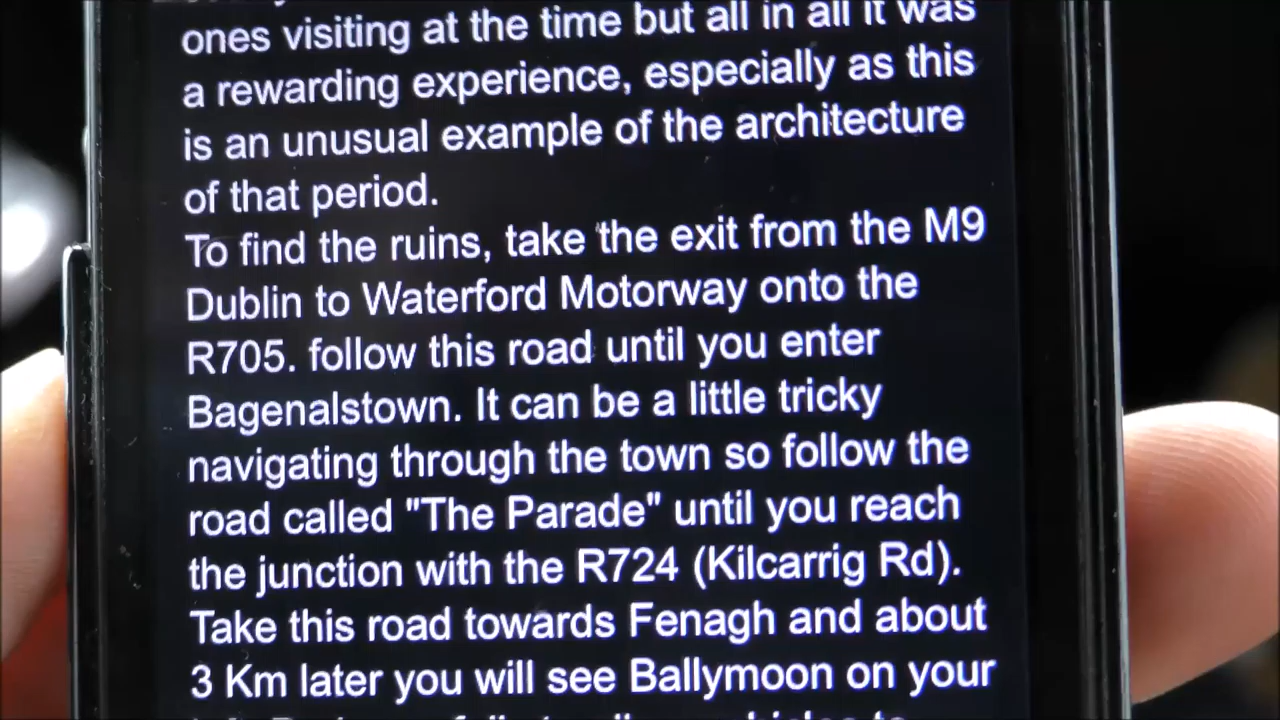 ones visiting at the time but all in all it was
a rewarding experience, especially as this
is an unusual example of the architecture
of that period.
To find the ruins, take the exit from the M9
Dublin to Waterford Motorway onto the
R705. follow this road until you enter
Bagenalstown. It can be a little tricky
navigating through the town so follow the
road called "The Parade" until you reach
the junction with the R724 (Kilcarrig Rd).
Take this road towards Fenagh and about
3 Km later you will see Ballymoon on your